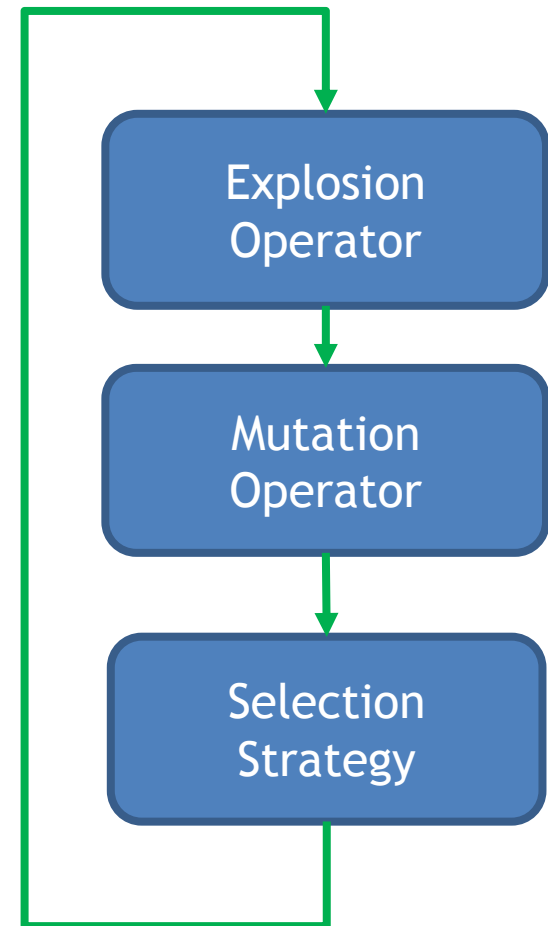 Explosion
Operator
Mutation
Operator
Selection
Strategy